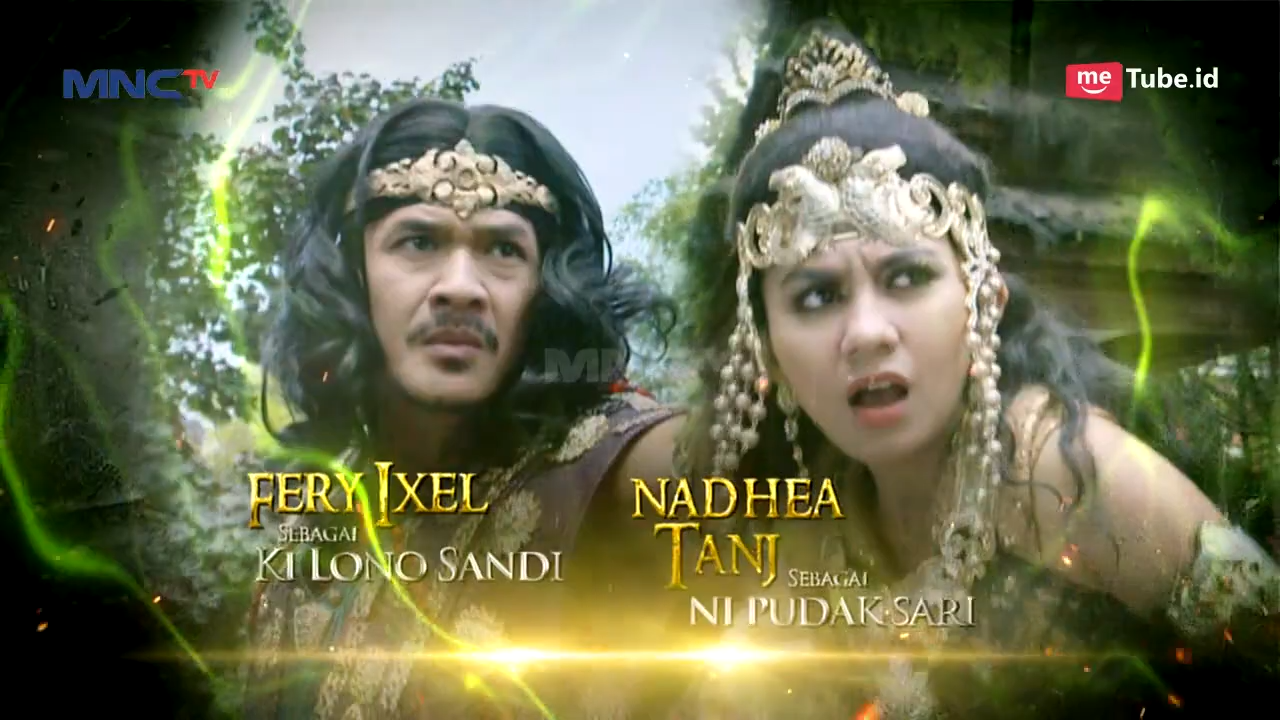 MNCTV
me Tube.id
FERY IXEL
SEBAGAI
KI LONO SANDI
NADHEA
TANJ
SEBAGAI
NI PUDAK SARI